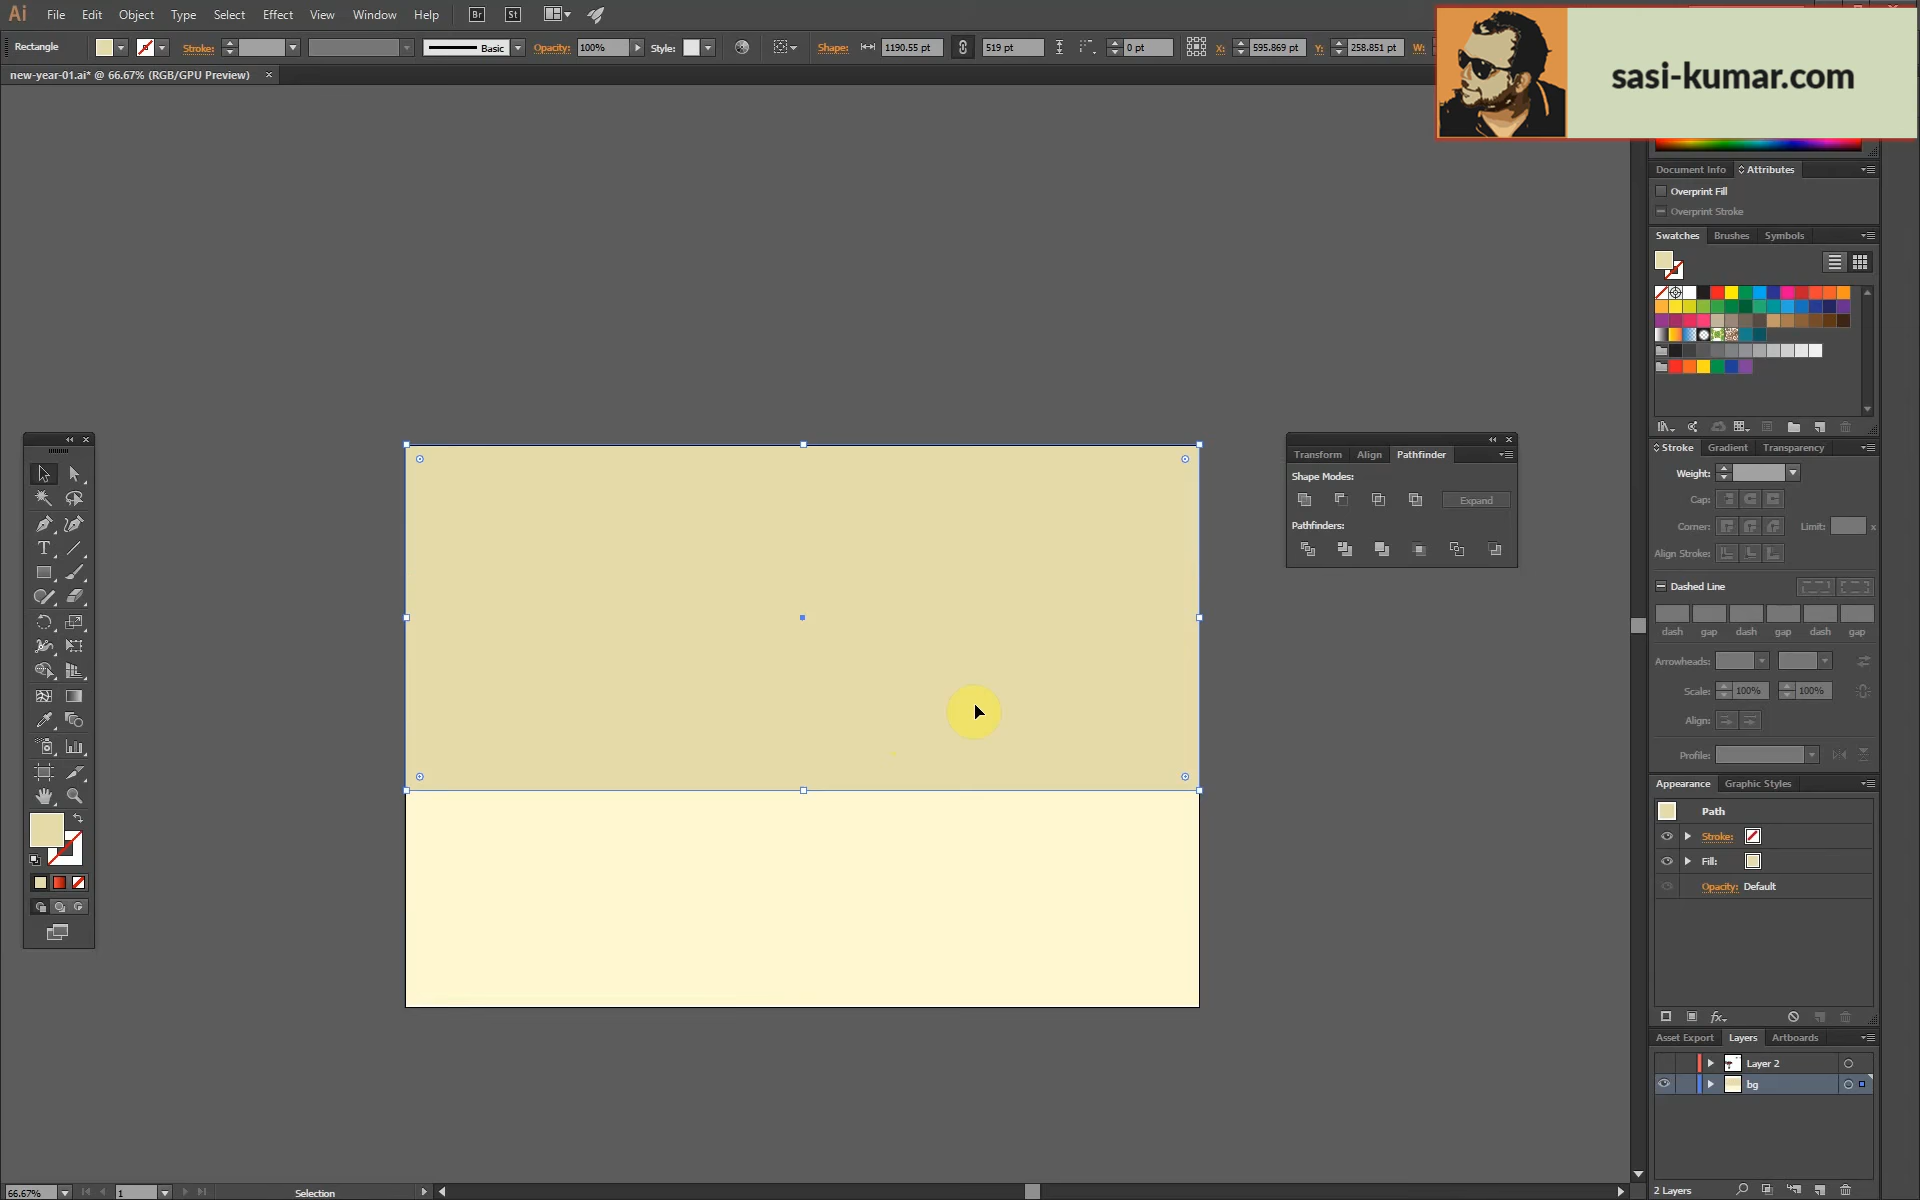 Ai File Edit Object Type Select Effect View Window Help Br St
Rectangle Stroke: Basic Opacity: 100% Style: Shape: 1190.55 pt 519 pt 0 pt X: 595.869 pt Y: 258.851 pt W:
new-year-01.ai* @ 66.67% (RGB/GPU Preview) ×
sasi-kumar.com
Document Info Attributes
Overprint Fill
Overprint Stroke
Swatches Brushes Symbols
Stroke Gradient Transparency
Weight:
Cap:
Corner: Limit: x
Align Stroke:
Dashed Line
dash gap dash gap dash gap
Arrowheads:
Scale: 100% 100%
Align:
Profile:
Transform Align Pathfinder
Shape Modes:
Expand
Pathfinders:
T
Appearance Graphic Styles
Path
Stroke:
Fill:
Opacity: Default
fx
Asset Export Layers Artboards
Layer 2
bg
2 Layers
66.67% 1 Selection